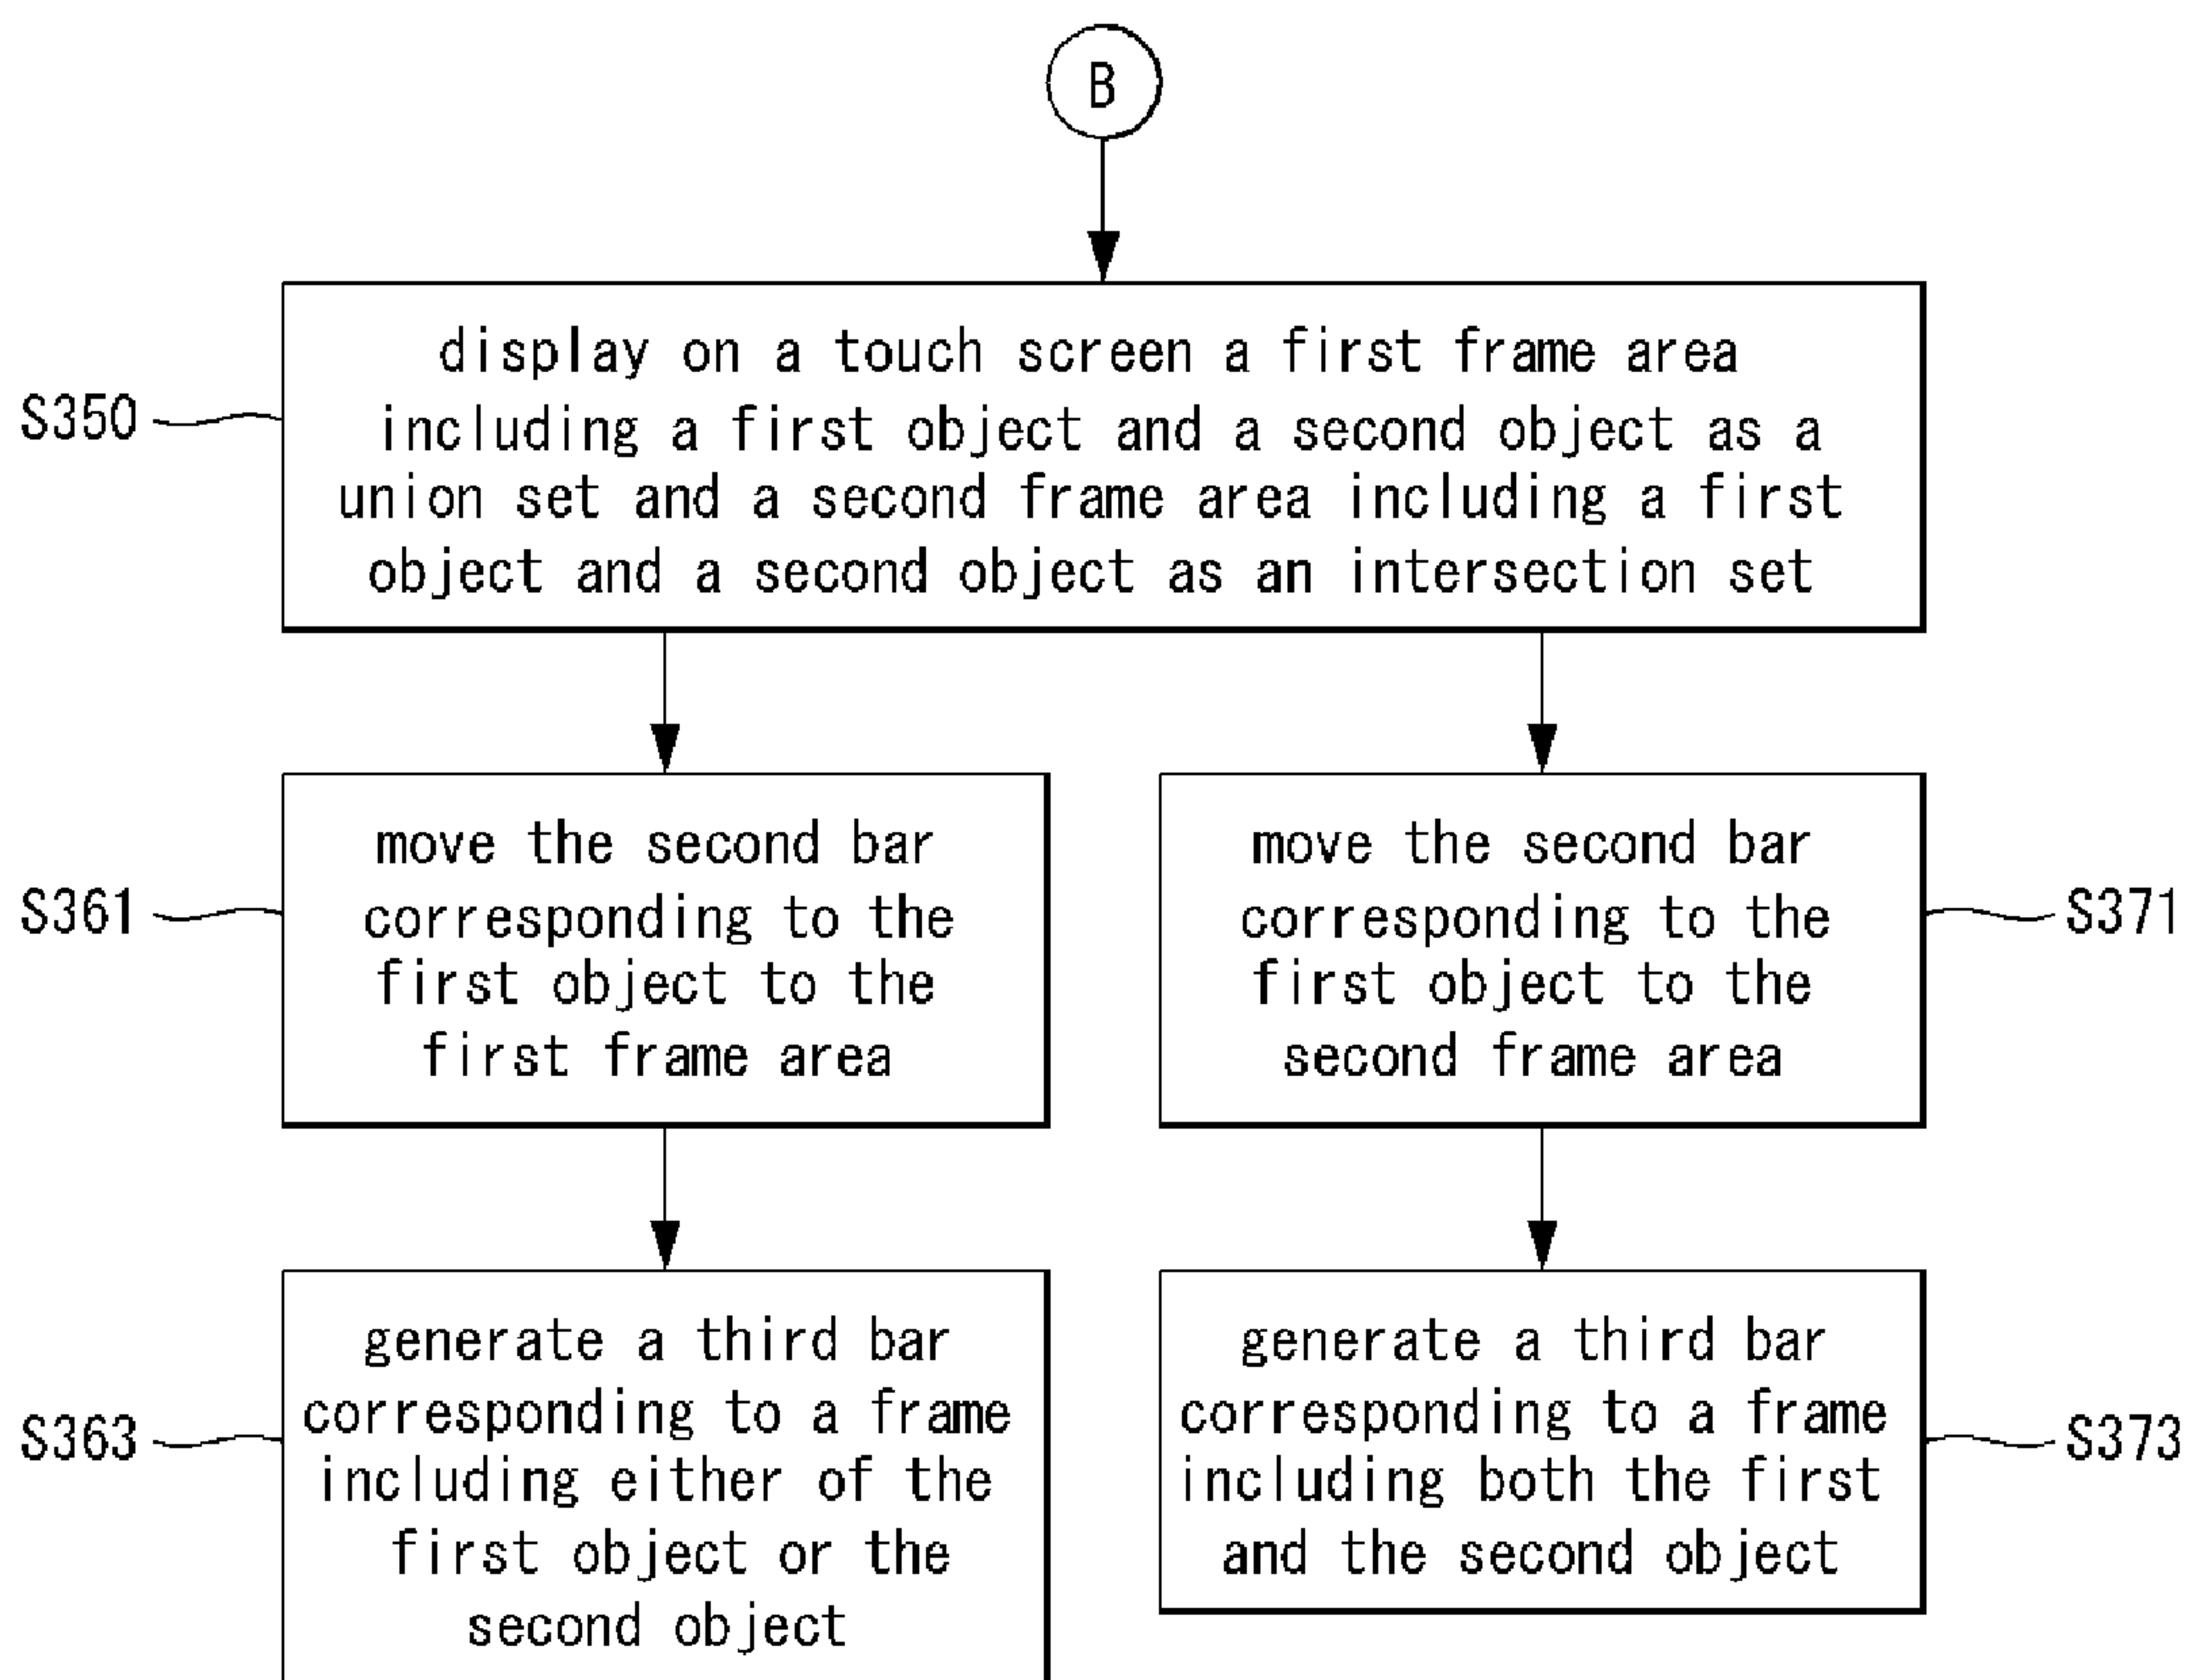 B
S350
display on a touch screen a first frame area
including a first object and a second object as a
union set and a second frame area including a first
object and a second object as an intersection set
S361
move the second bar
corresponding to the
first object to the
first frame area
move the second bar
corresponding to the
first object to the
second frame area
S371
S363
generate a third bar
corresponding to a frame
including either of the
first object or the
second object
generate a third bar
corresponding to a frame
including both the first
and the second object
S373